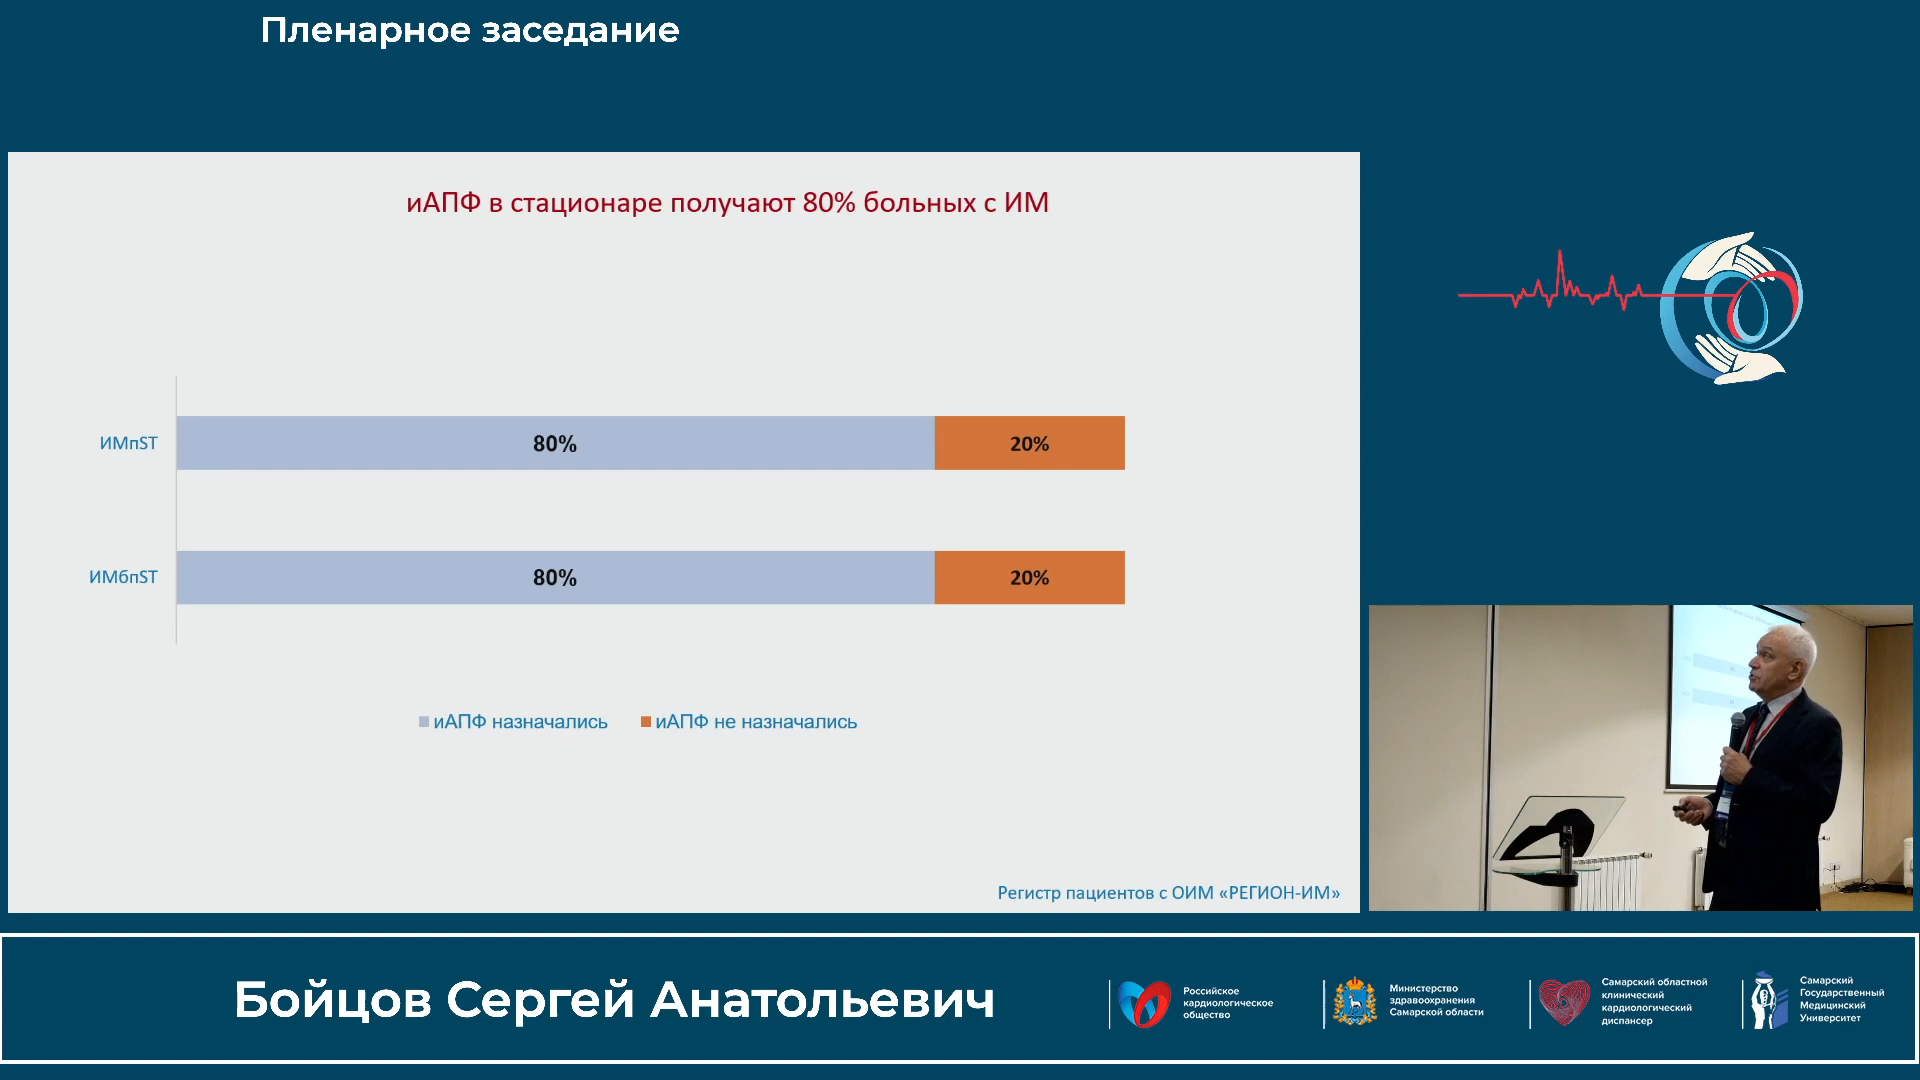 Пленарное заседание
иАПФ в стационаре получают 80% больных с ИМ
ИМпST
80%
20%
ИМбпST
80%
20%
иАПФ назначались
иАПФ не назначались
Регистр пациентов с ОИМ «РЕГИОН-ИМ»
Бойцов Сергей Анатольевич
Российское
кардиологическое
общество
Министерство
здравоохранения
Самарской области
Самарский областной
клинический
кардиологический
диспансер
Самарский
Государственный
Медицинский
Университет